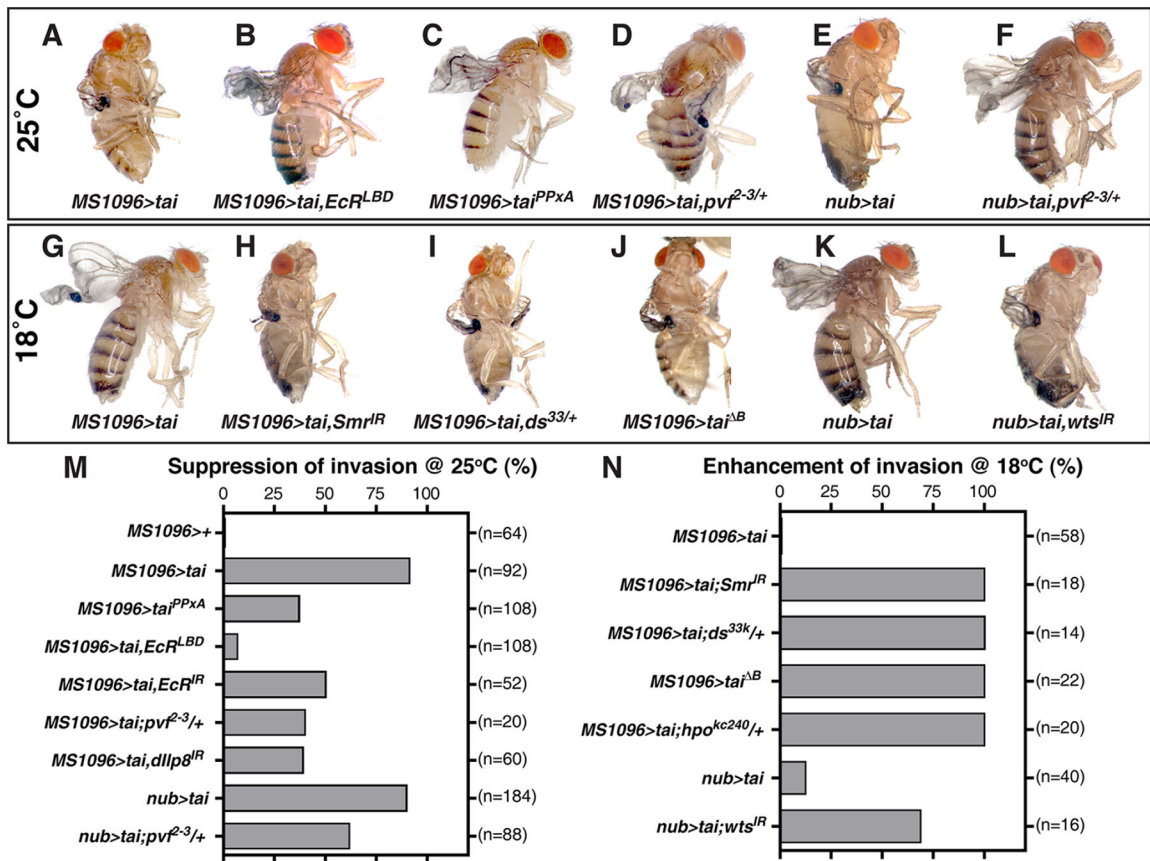 A B C D E F
25°C
MS1096>tai MS1096>tai,EcR^LBD MS1096>tai^PPxA MS1096>tai,pvf^2-3/+ nub>tai nub>tai,pvf^2-3/+
G H I J K L
18°C
MS1096>tai MS1096>tai,Smr^IR MS1096>tai,ds^33/+ MS1096>tai^ΔB nub>tai nub>tai,wts^IR
M Suppression of invasion @ 25°C (%)
0 25 50 75 100
MS1096>+ (n=64)
MS1096>tai (n=92)
MS1096>tai^PPxA (n=108)
MS1096>tai,EcR^LBD (n=108)
MS1096>tai,EcR^IR (n=52)
MS1096>tai;pvf^2-3/+ (n=20)
MS1096>tai,dIlp8^IR (n=60)
nub>tai (n=184)
nub>tai;pvf^2-3/+ (n=88)
N Enhancement of invasion @ 18°C (%)
0 25 50 75 100
MS1096>tai (n=58)
MS1096>tai;Smr^IR (n=18)
MS1096>tai;ds^33k/+ (n=14)
MS1096>tai^ΔB (n=22)
MS1096>tai;hpo^kc240/+ (n=20)
nub>tai (n=40)
nub>tai;wts^IR (n=16)